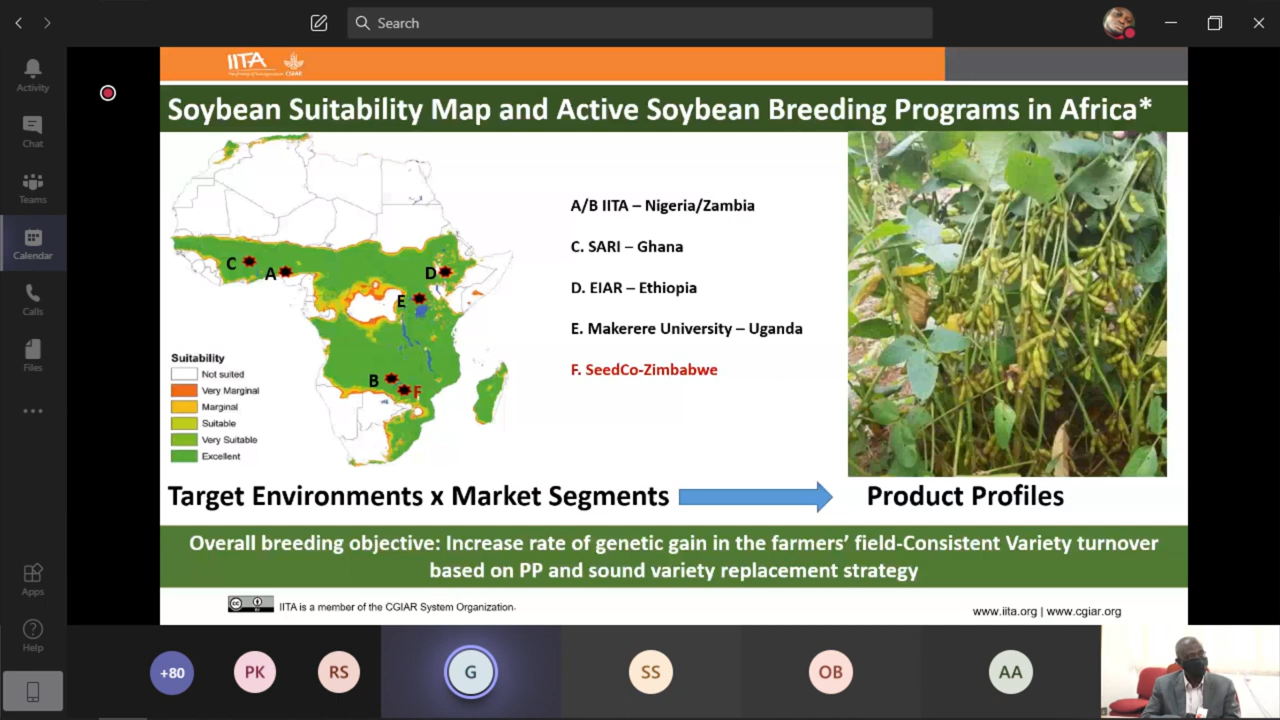 Search
Activity
Chat
Teams
Calendar
Calls
Files
Apps
Help
IITA
CGIAR
Soybean Suitability Map and Active Soybean Breeding Programs in Africa*
C
A
D
E
B
F
Suitability
Not suited
Very Marginal
Marginal
Suitable
Very Suitable
Excellent
A/B IITA – Nigeria/Zambia
C. SARI – Ghana
D. EIAR – Ethiopia
E. Makerere University – Uganda
F. SeedCo-Zimbabwe
Target Environments x Market Segments
Product Profiles
Overall breeding objective: Increase rate of genetic gain in the farmers’ field-Consistent Variety turnover
based on PP and sound variety replacement strategy
cc
IITA is a member of the CGIAR System Organization.
www.iita.org | www.cgiar.org
+80
PK
RS
G
SS
OB
AA